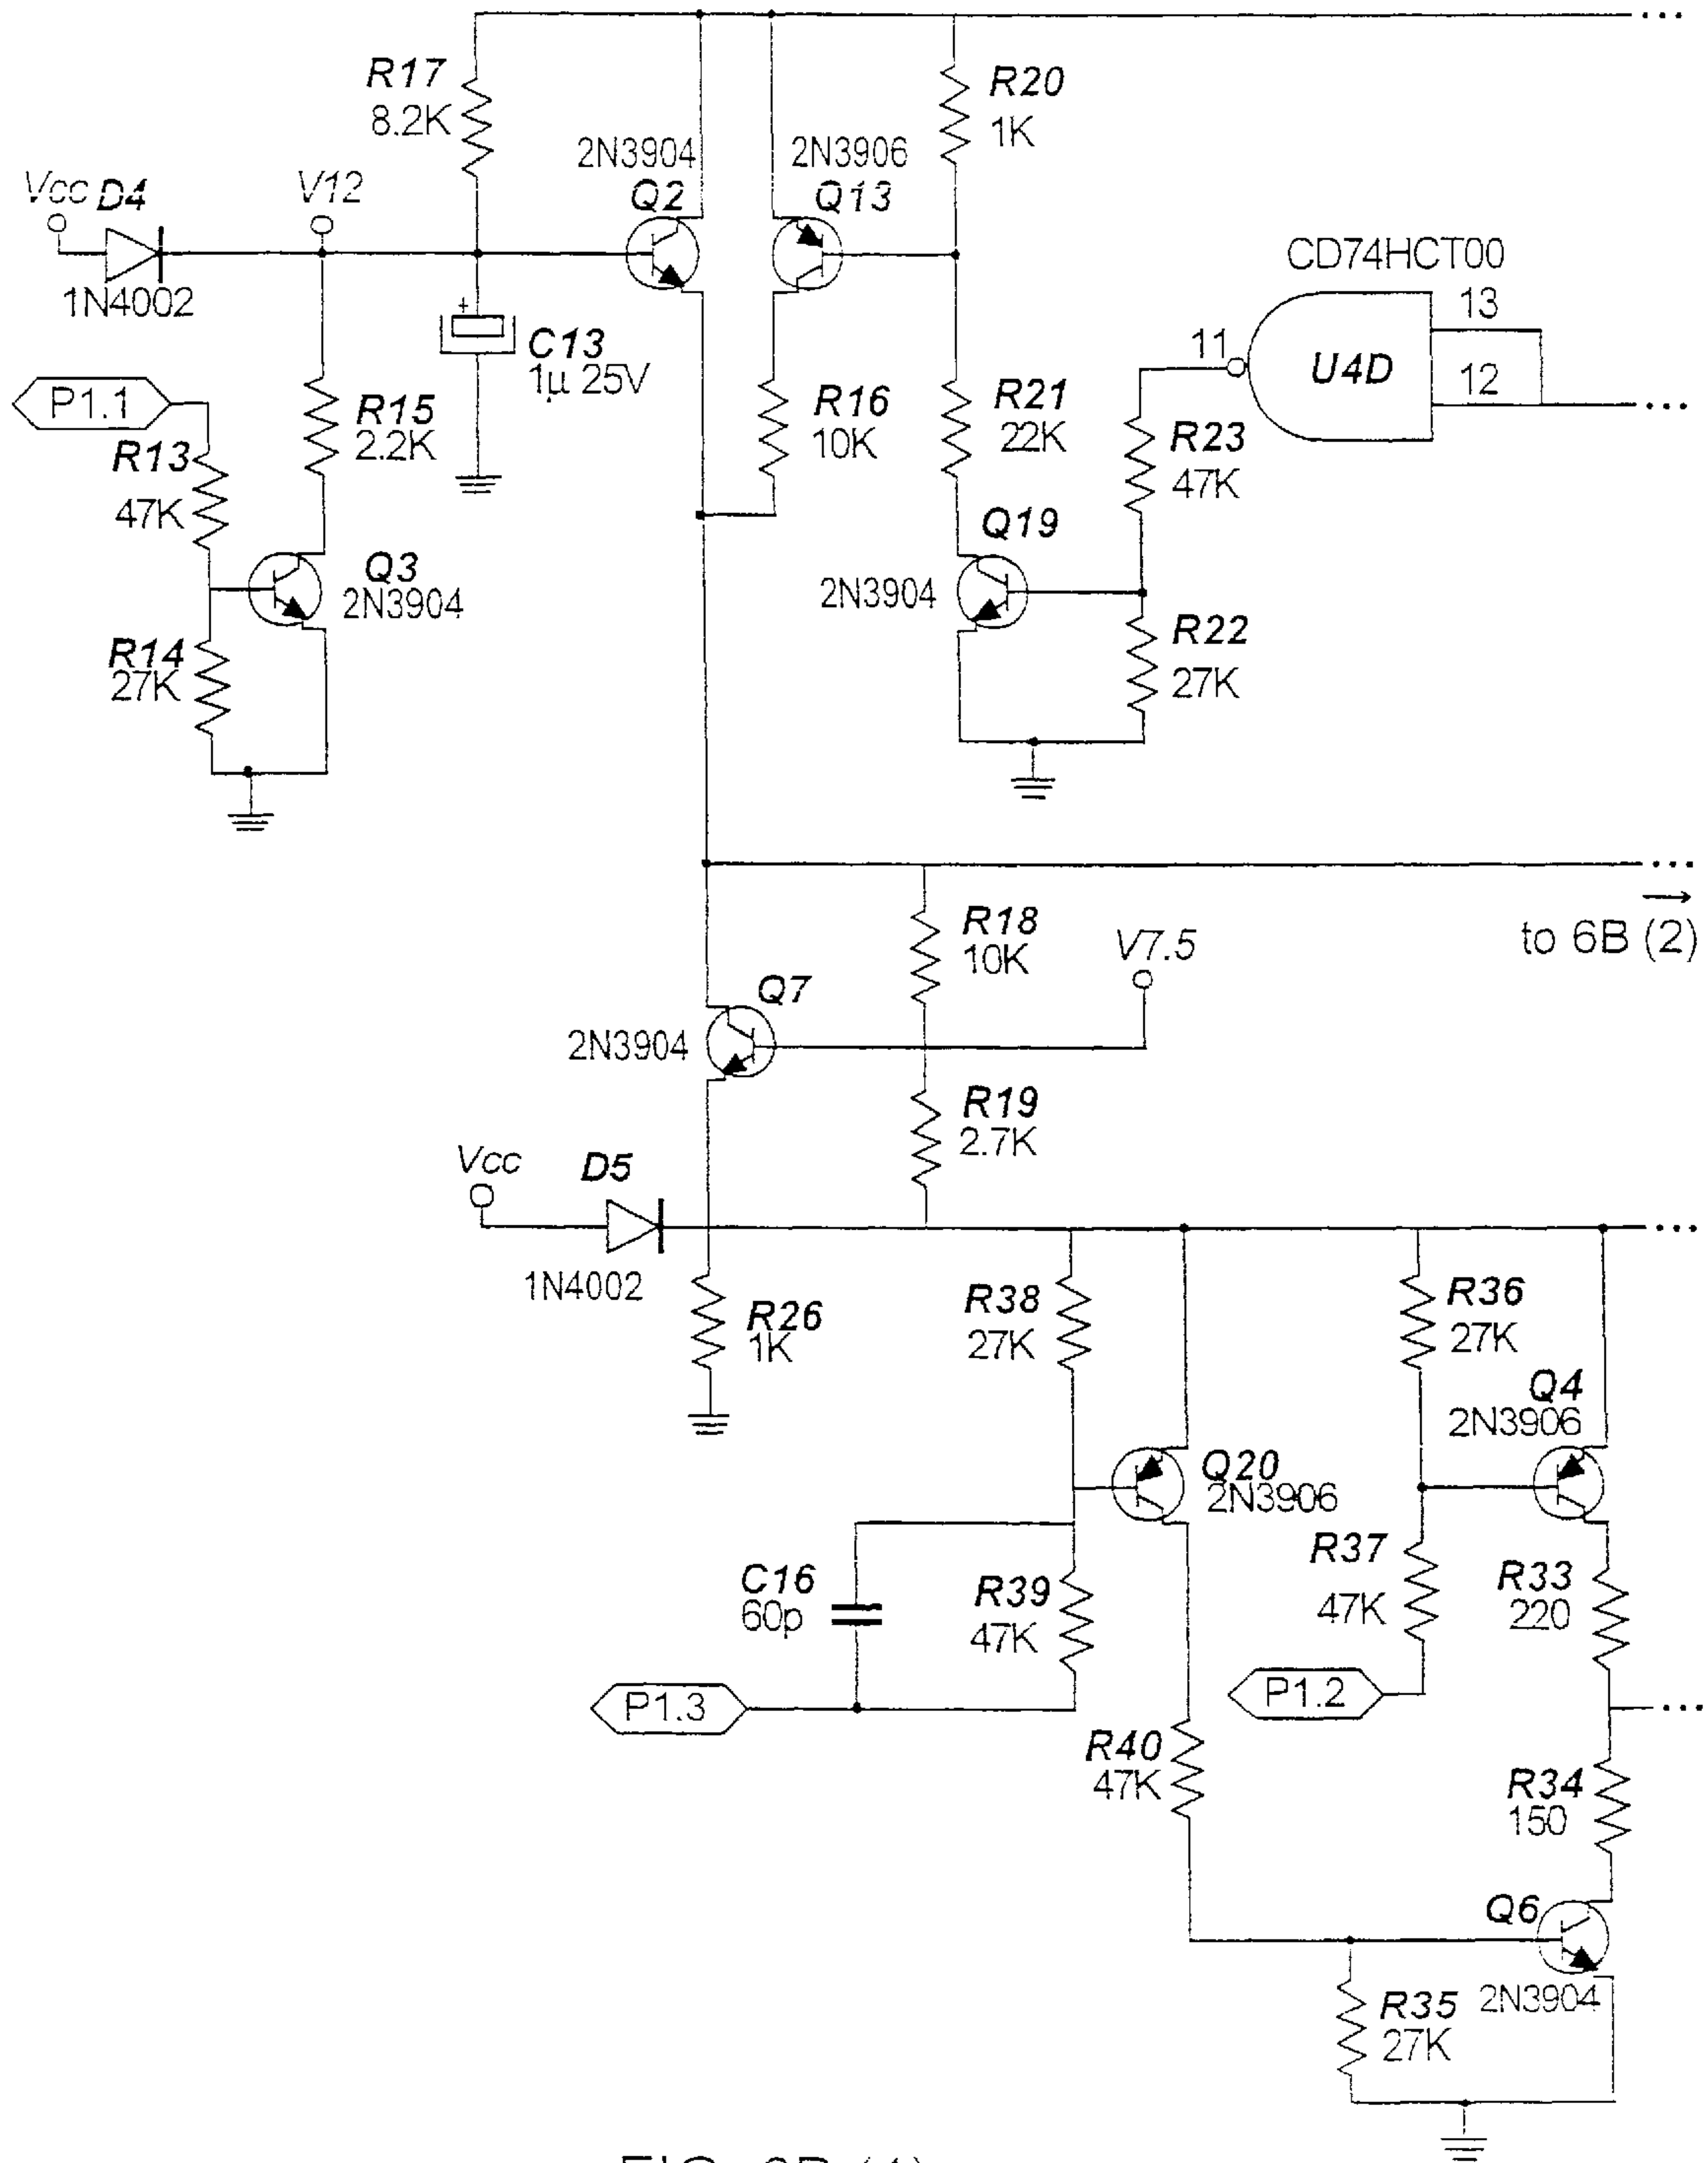 ...
R17
8.2K
R20
1K
2N3904
Q2
2N3906
Q13
Vcc D4
V12
1N4002
+
C13
1µ 25V
CD74HCT00
13
11
U4D
12
...
P1.1
R15
2.2K
R16
10K
R21
22K
R23
47K
R13
47K
Q19
Q3
2N3904
2N3904
R14
27K
R22
27K
...
to 6B (2)
R18
10K
V7.5
Q7
2N3904
R19
2.7K
Vcc
D5
...
1N4002
R26
1K
R38
27K
R36
27K
Q4
2N3906
Q20
2N3906
C16
60p
R39
47K
R37
47K
R33
220
P1.3
P1.2
...
R40
47K
R34
150
Q6
R35
27K
2N3904